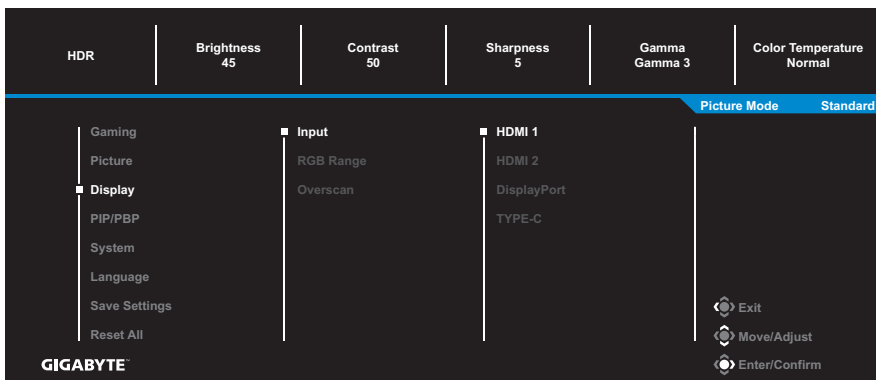 HDR Brightness Contrast Sharpness Gamma Color Temperature
45 50 5 Gamma 3 Normal
Picture Mode Standard
Gaming Input HDMI 1
Picture RGB Range HDMI 2
Display Overscan DisplayPort
PIP/PBP TYPE-C
System
Language
Save Settings Exit
Reset All Move/Adjust
GIGABYTE™ Enter/Confirm